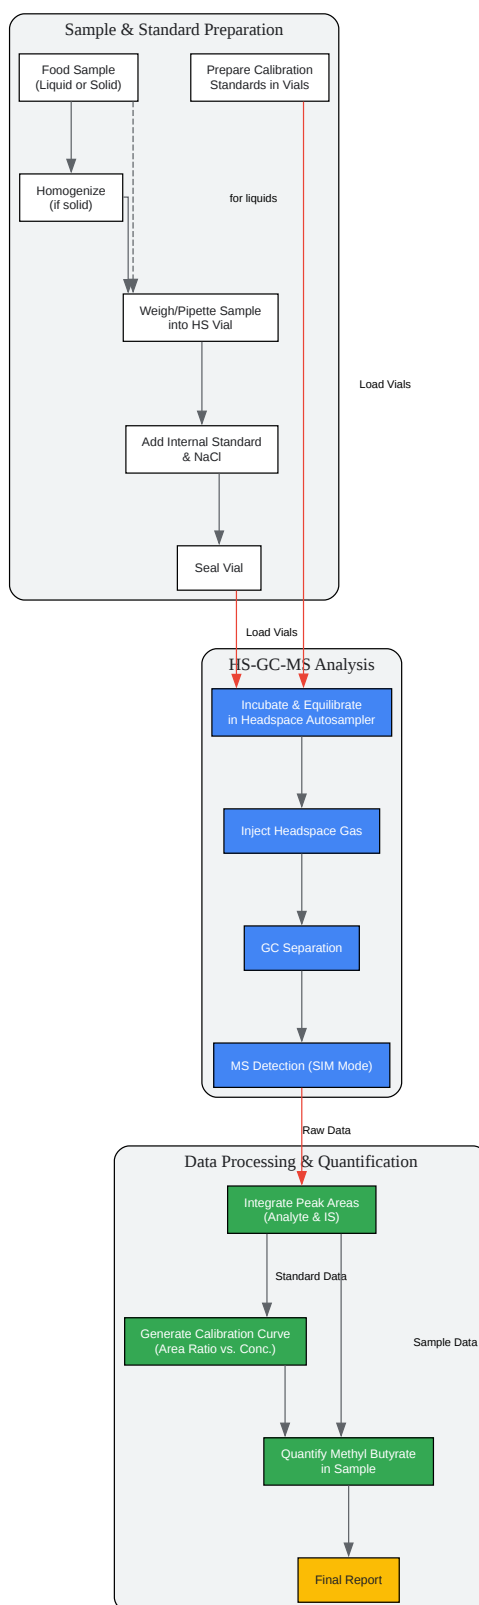 Sample & Standard Preparation
Food Sample
(Liquid or Solid)
Prepare Calibration
Standards in Vials
Homogenize
(if solid)
for liquids
Weigh/Pipette Sample
into HS Vial
Load Vials
Add Internal Standard
& NaCl
Seal Vial
Load Vials
HS-GC-MS Analysis
Incubate & Equilibrate
in Headspace Autosampler
Inject Headspace Gas
GC Separation
MS Detection (SIM Mode)
Raw Data
Data Processing & Quantification
Integrate Peak Areas
(Analyte & IS)
Standard Data
Generate Calibration Curve
(Area Ratio vs. Conc.)
Sample Data
Quantify Methyl Butyrate
in Sample
Final Report